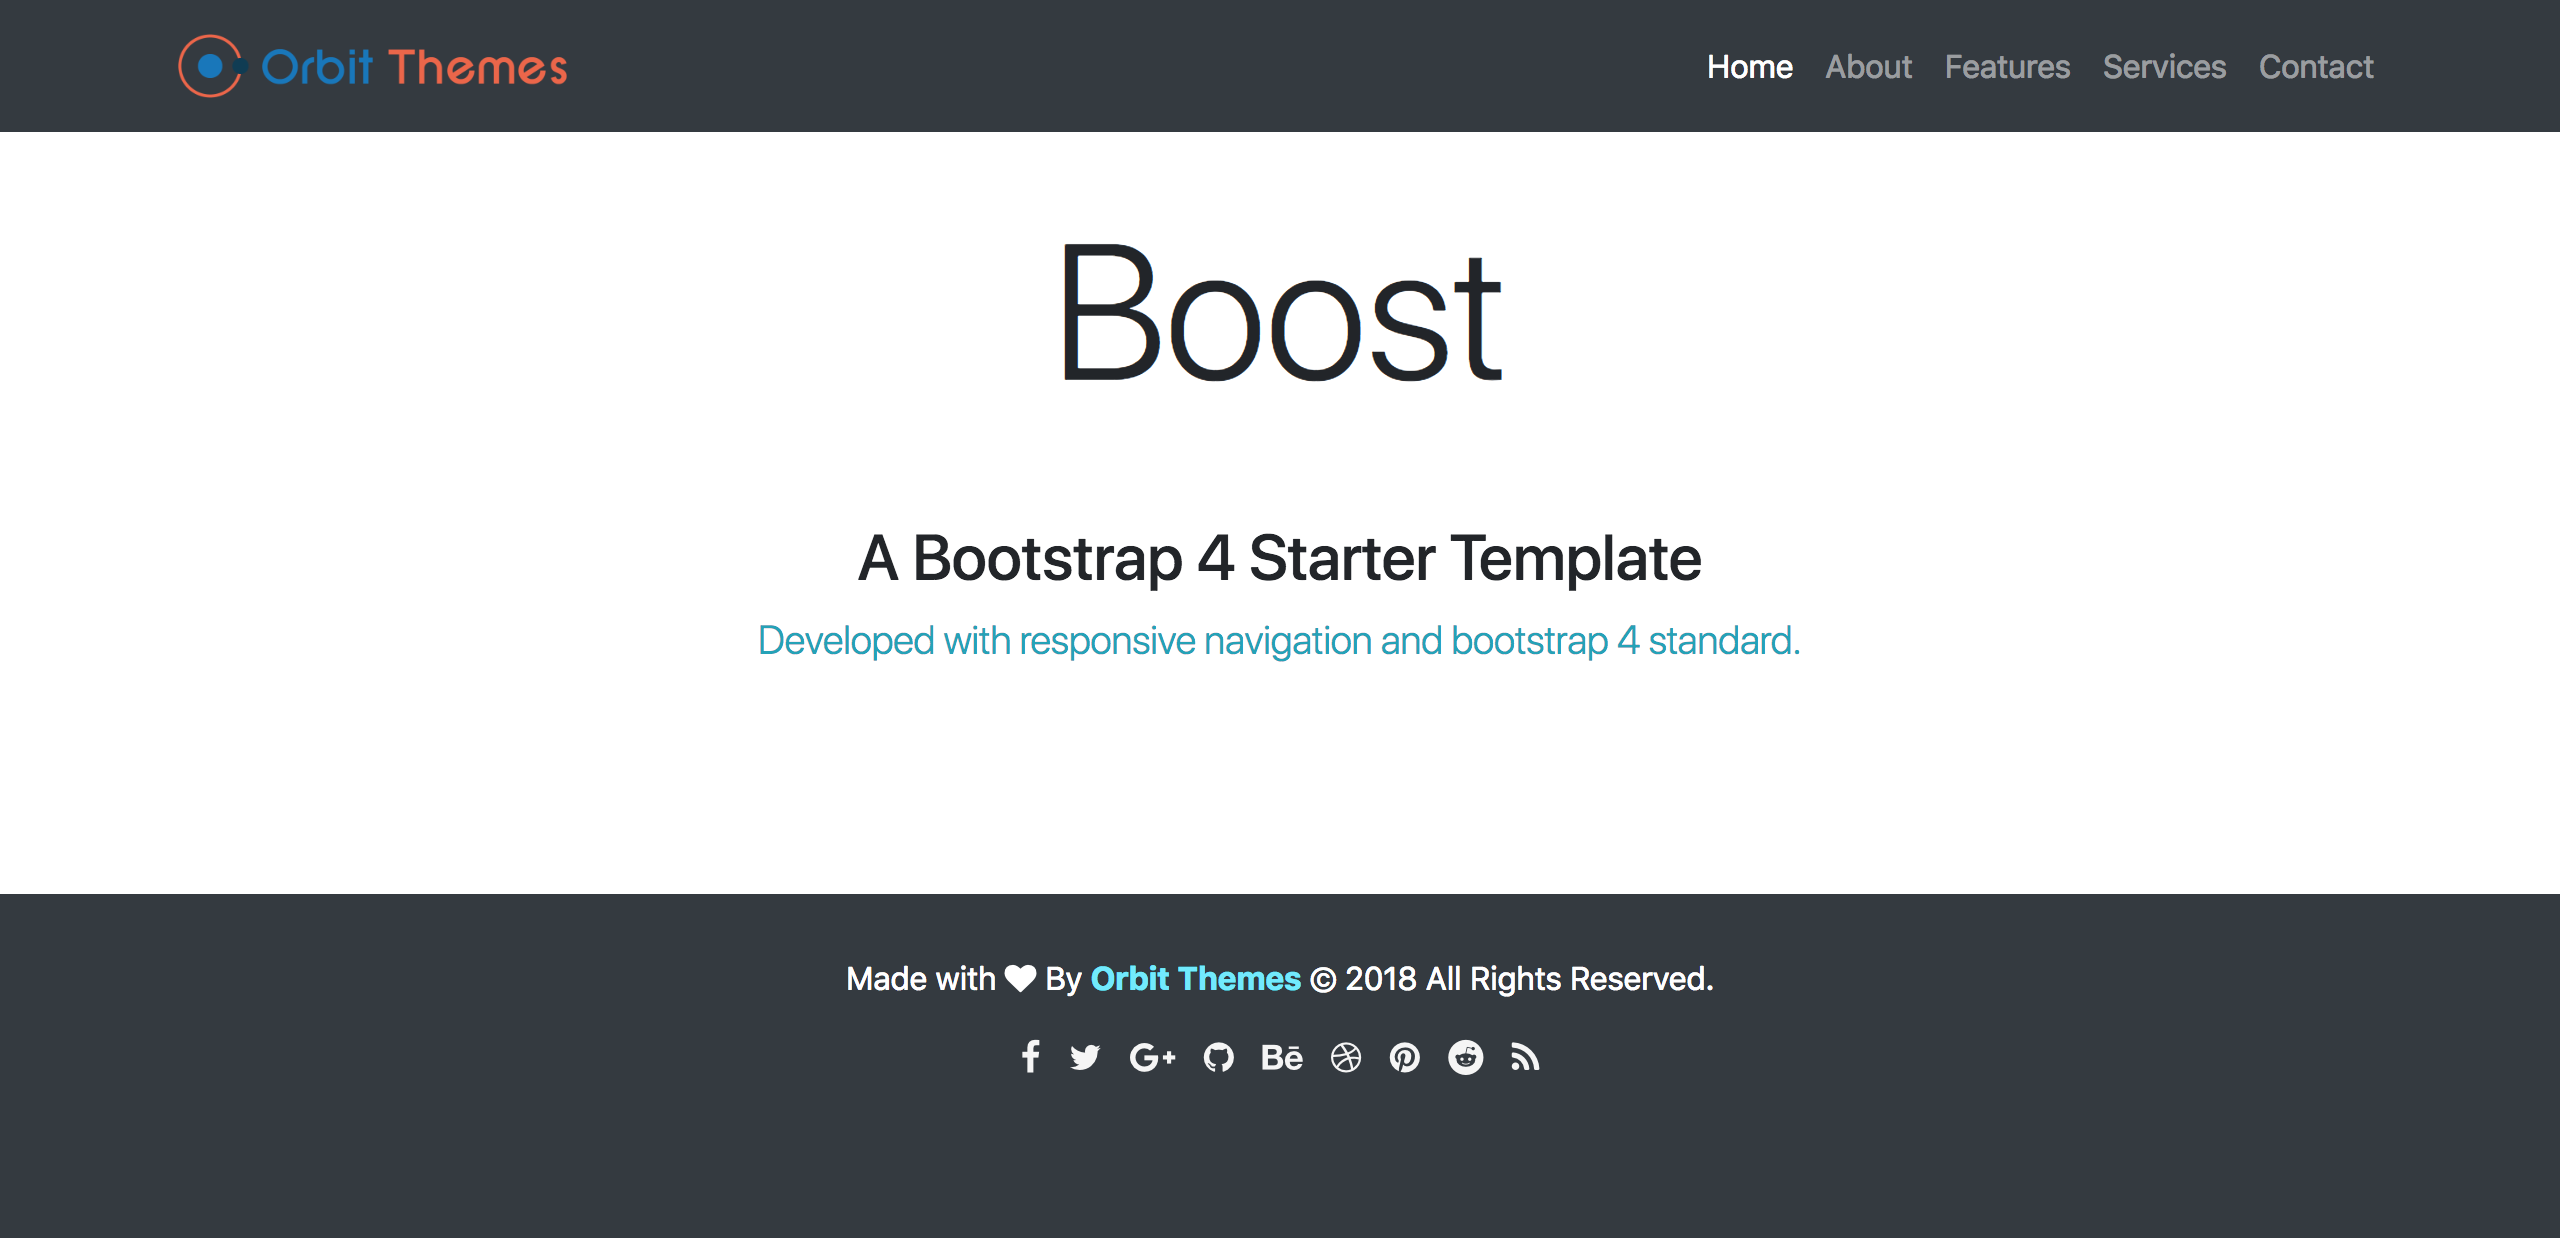 Orbit Themes
Home About Features Services Contact
Boost
A Bootstrap 4 Starter Template
Developed with responsive navigation and bootstrap 4 standard.
Made with ♥ By Orbit Themes © 2018 All Rights Reserved.